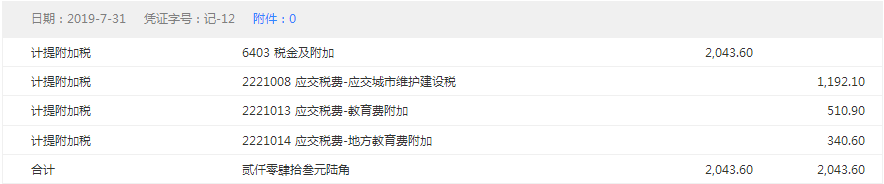 日期：2019-7-31 凭证字号：记-12 附件：0
计提附加税 6403 税金及附加 2,043.60
计提附加税 2221008 应交税费-应交城市维护建设税 1,192.10
计提附加税 2221013 应交税费-教育费附加 510.90
计提附加税 2221014 应交税费-地方教育费附加 340.60
合计 贰仟零肆拾叁元陆角 2,043.60 2,043.60